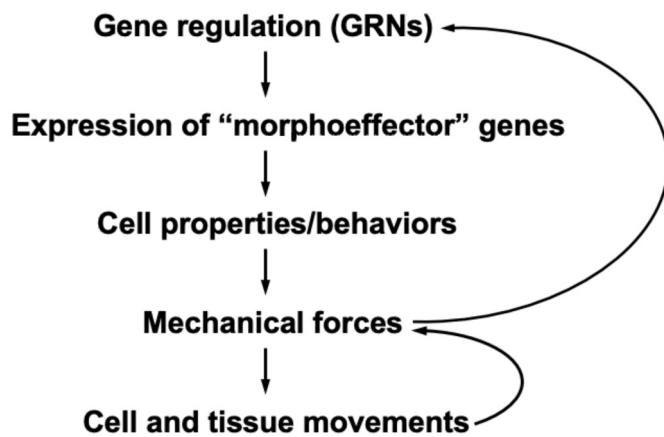 Gene regulation (GRNs)
Expression of “morphoeffector” genes
Cell properties/behaviors
Mechanical forces
Cell and tissue movements